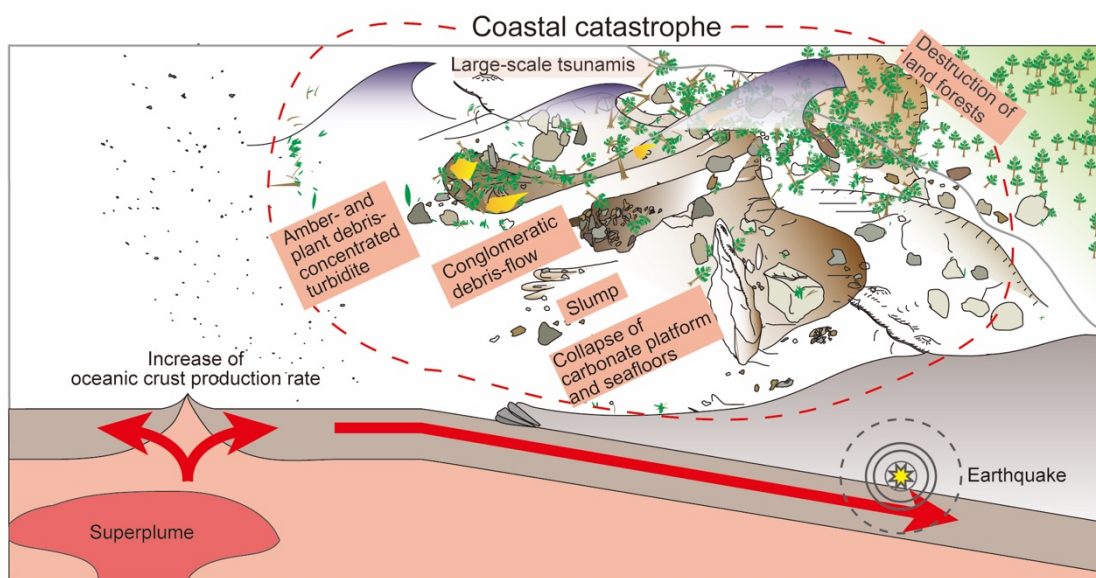 Coastal catastrophe
Large-scale tsunamis
Destruction of
land forests
Amber- and
plant debris-
concentrated
turbidite
Conglomeratic
debris-flow
Slump
Collapse of
carbonate platform
and seafloors
Increase of
oceanic crust production rate
Earthquake
Superplume